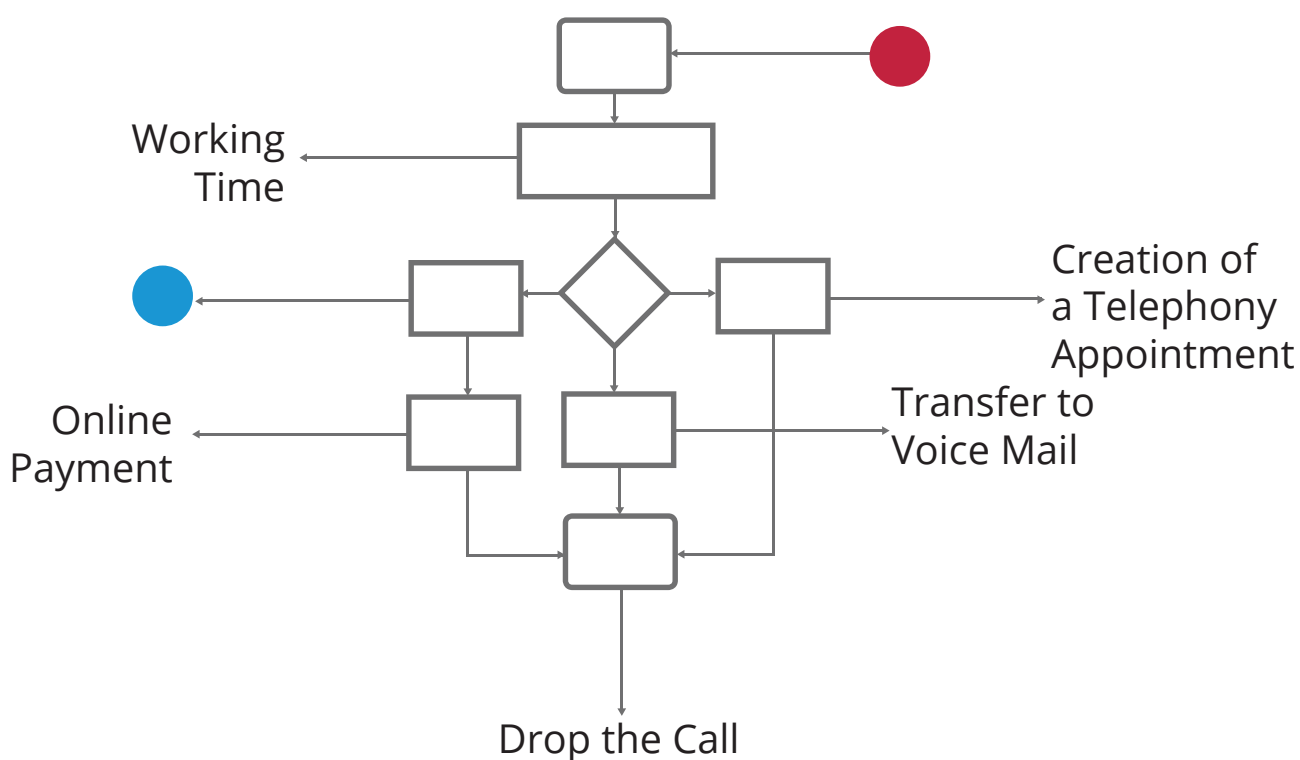 Working
Time
Creation of
a Telephony
Appointment
Online
Payment
Transfer to
Voice Mail
Drop the Call